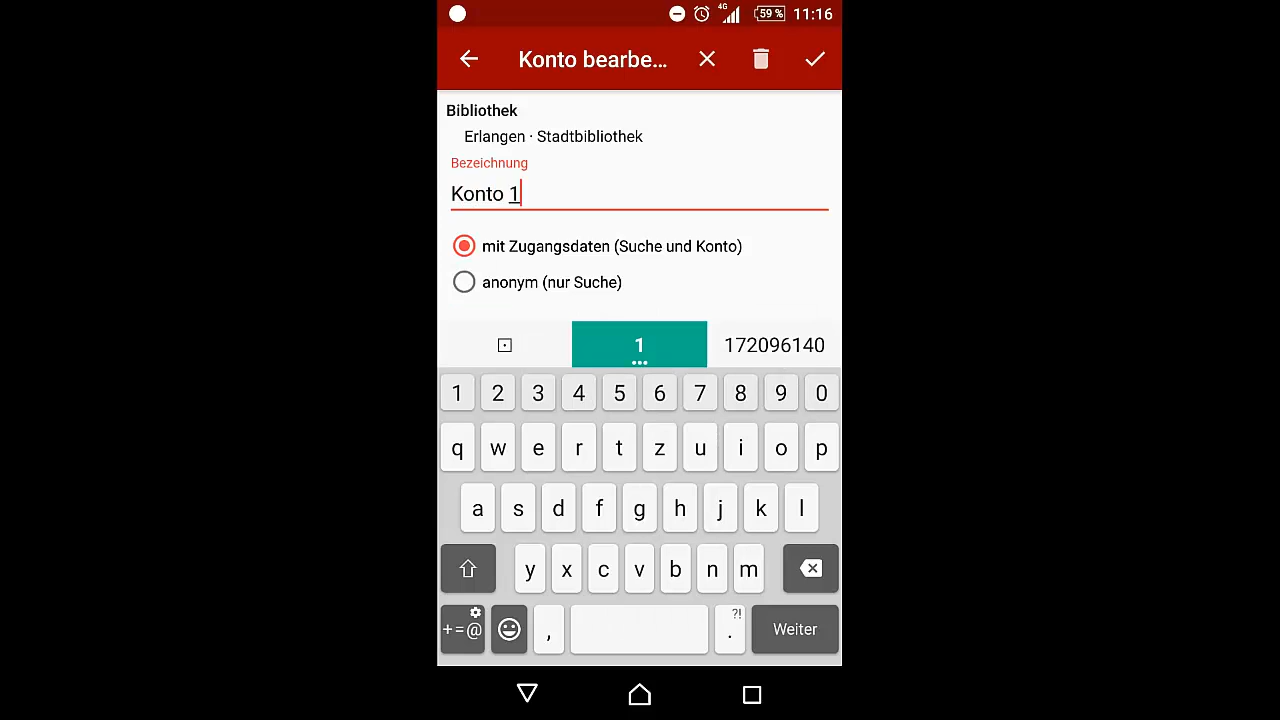 4G 59 % 11:16
Konto bearbe...
Bibliothek
Erlangen · Stadtbibliothek
Bezeichnung
Konto 1
mit Zugangsdaten (Suche und Konto)
anonym (nur Suche)
1 172096140
1 2 3 4 5 6 7 8 9 0
q w e r t z u i o p
a s d f g h j k l
y x c v b n m
+=@ , ?! . Weiter